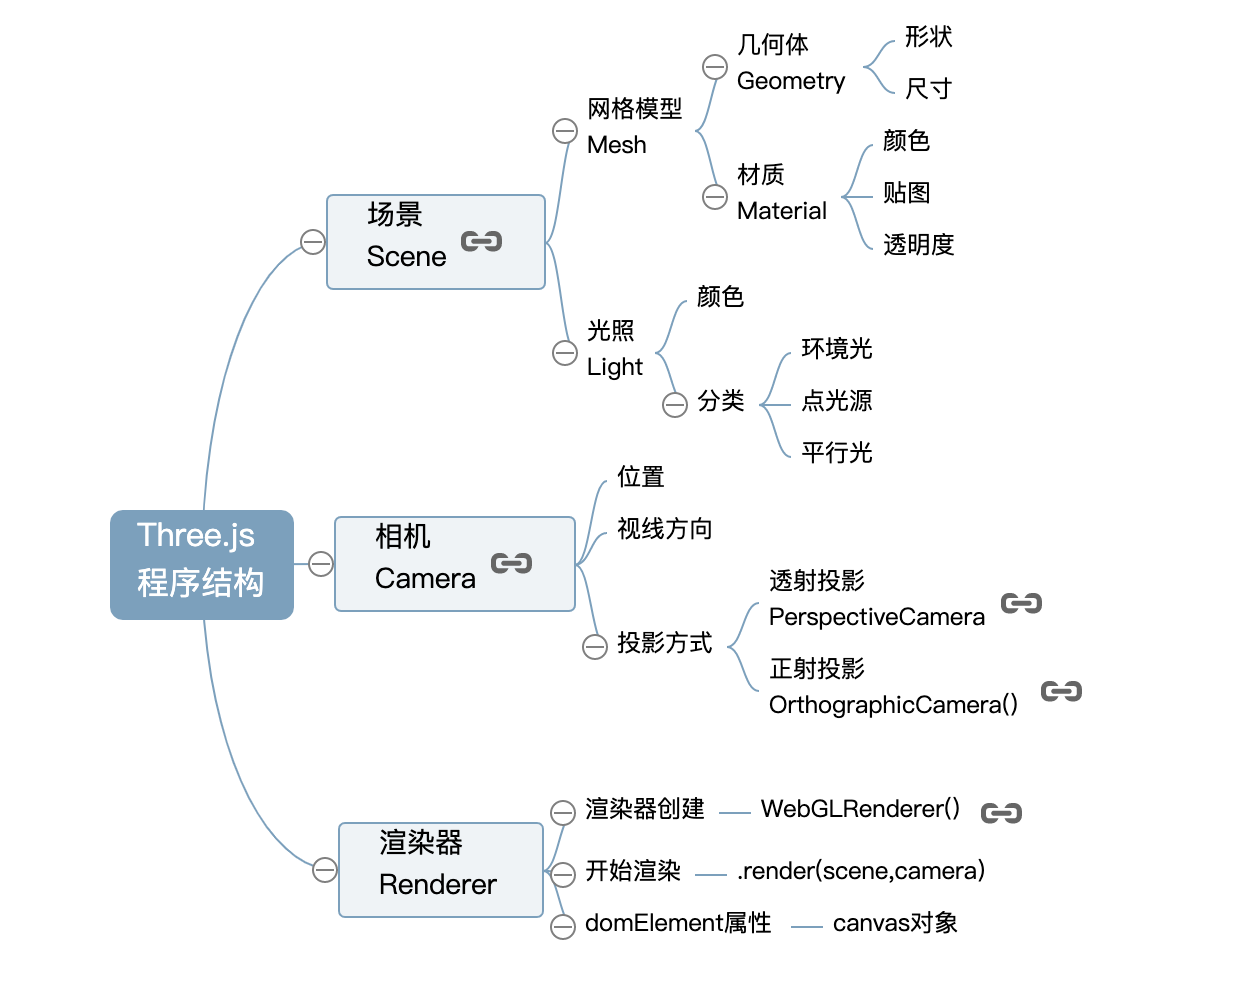 Three.js
程序结构
场景
Scene
网格模型
Mesh
几何体
Geometry
形状
尺寸
材质
Material
颜色
贴图
透明度
光照
Light
颜色
分类
环境光
点光源
平行光
相机
Camera
位置
视线方向
投影方式
透射投影
PerspectiveCamera
正射投影
OrthographicCamera()
渲染器
Renderer
渲染器创建
WebGLRenderer()
开始渲染
.render(scene,camera)
domElement属性
canvas对象